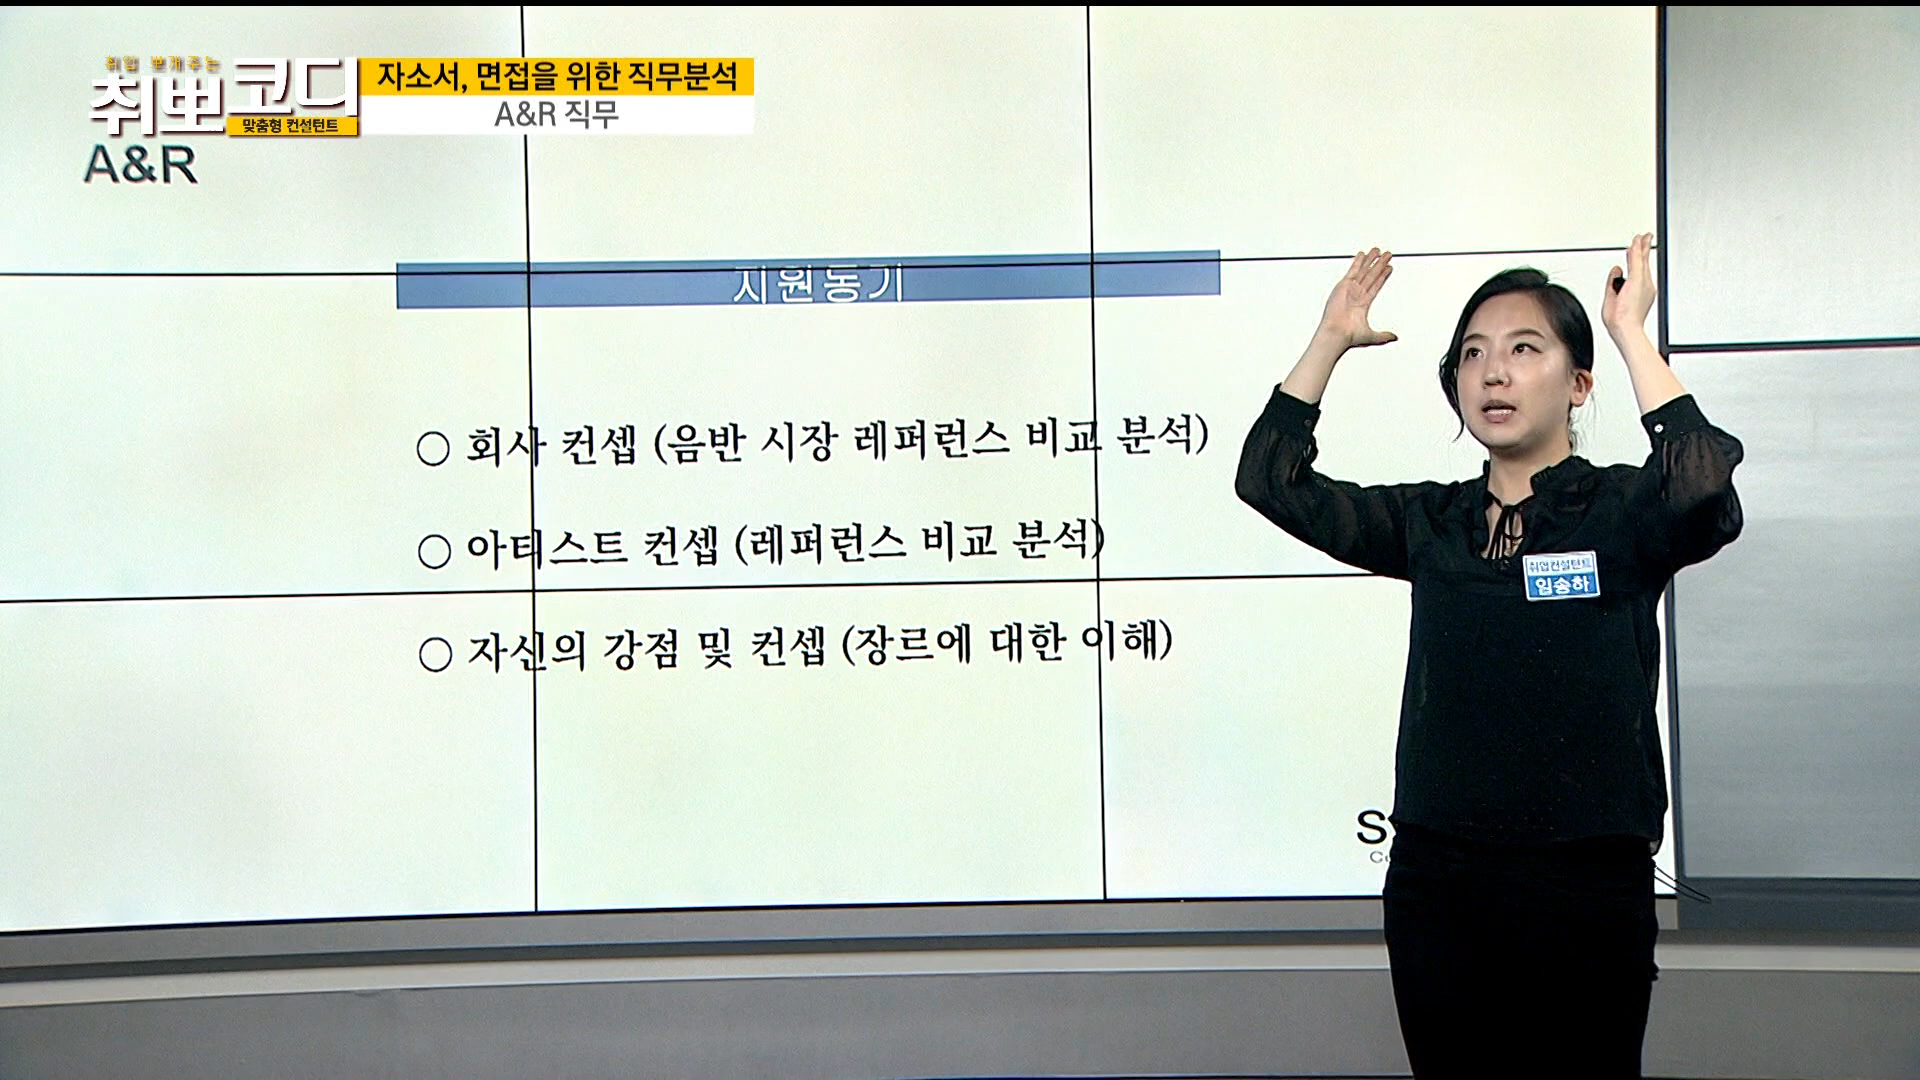 취업 뽀개주는
취뽀코디
맞춤형 컨설턴트
자소서, 면접을 위한 직무분석
A&R 직무
A&R
지원동기
○ 회사 컨셉 (음반 시장 레퍼런스 비교 분석)
○ 아티스트 컨셉 (레퍼런스 비교 분석)
○ 자신의 강점 및 컨셉 (장르에 대한 이해)
취업컨설턴트
임송하